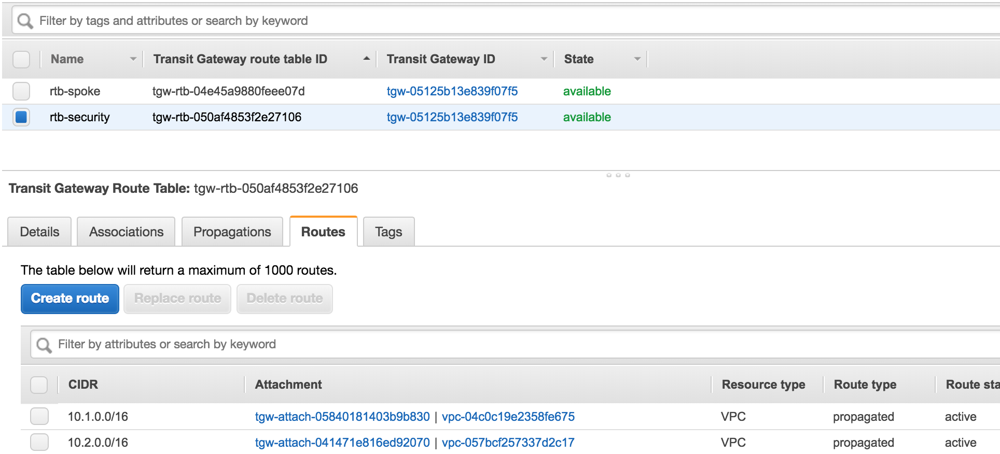 Filter by tags and attributes or search by keyword
Name Transit Gateway route table ID Transit Gateway ID State
rtb-spoke tgw-rtb-04e45a9880feee07d tgw-05125b13e839f07f5 available
rtb-security tgw-rtb-050af4853f2e27106 tgw-05125b13e839f07f5 available
Transit Gateway Route Table: tgw-rtb-050af4853f2e27106
Details Associations Propagations Routes Tags
The table below will return a maximum of 1000 routes.
Create route Replace route Delete route
Filter by attributes or search by keyword
CIDR Attachment Resource type Route type Route sta
10.1.0.0/16 tgw-attach-05840181403b9b830 | vpc-04c0c19e2358fe675 VPC propagated active
10.2.0.0/16 tgw-attach-041471e816ed92070 | vpc-057bcf257337d2c17 VPC propagated active